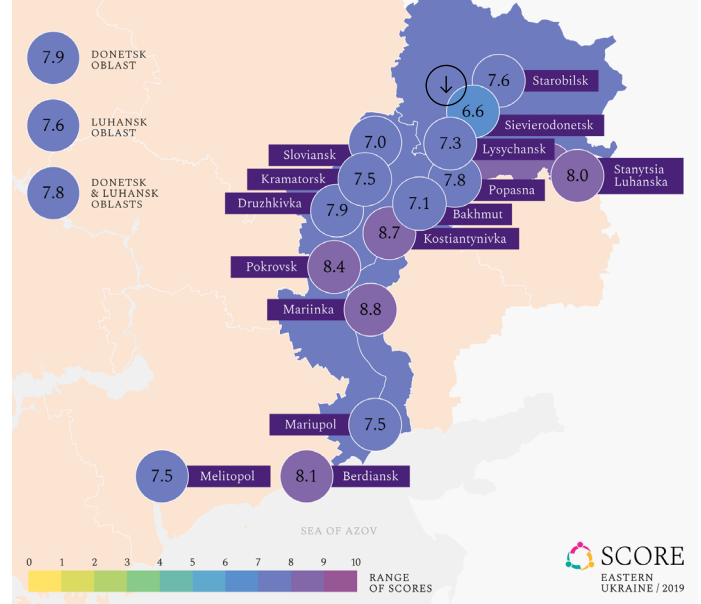 7.9
DONETSK
OBLAST
7.6
LUHANSK
OBLAST
7.8
DONETSK
& LUHANSK
OBLASTS
7.6
Starobilsk
6.6
Sievierodonetsk
7.0
Sloviansk
7.3
Lysychansk
8.0
Stanytsia
Luhanska
Kramatorsk
7.5
7.8
Popasna
Druzhkivka
7.9
7.1
Bakhmut
8.7
Kostiantynivka
Pokrovsk
8.4
Mariinka
8.8
Mariupol
7.5
7.5
Melitopol
8.1
Berdiansk
SEA OF AZOV
0 1 2 3 4 5 6 7 8 9 10
RANGE
OF SCORES
SCORE
EASTERN
UKRAINE / 2019